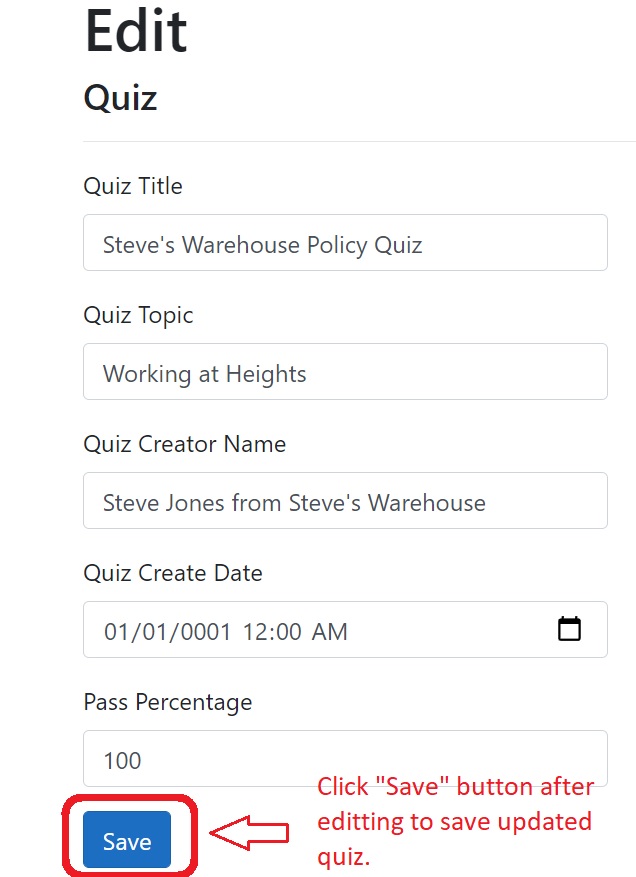 Edit
Quiz
Quiz Title
Steve's Warehouse Policy Quiz
Quiz Topic
Working at Heights
Quiz Creator Name
Steve Jones from Steve's Warehouse
Quiz Create Date
01/01/0001 12:00 AM
Pass Percentage
100
Save
Click "Save" button after
editting to save updated
quiz.